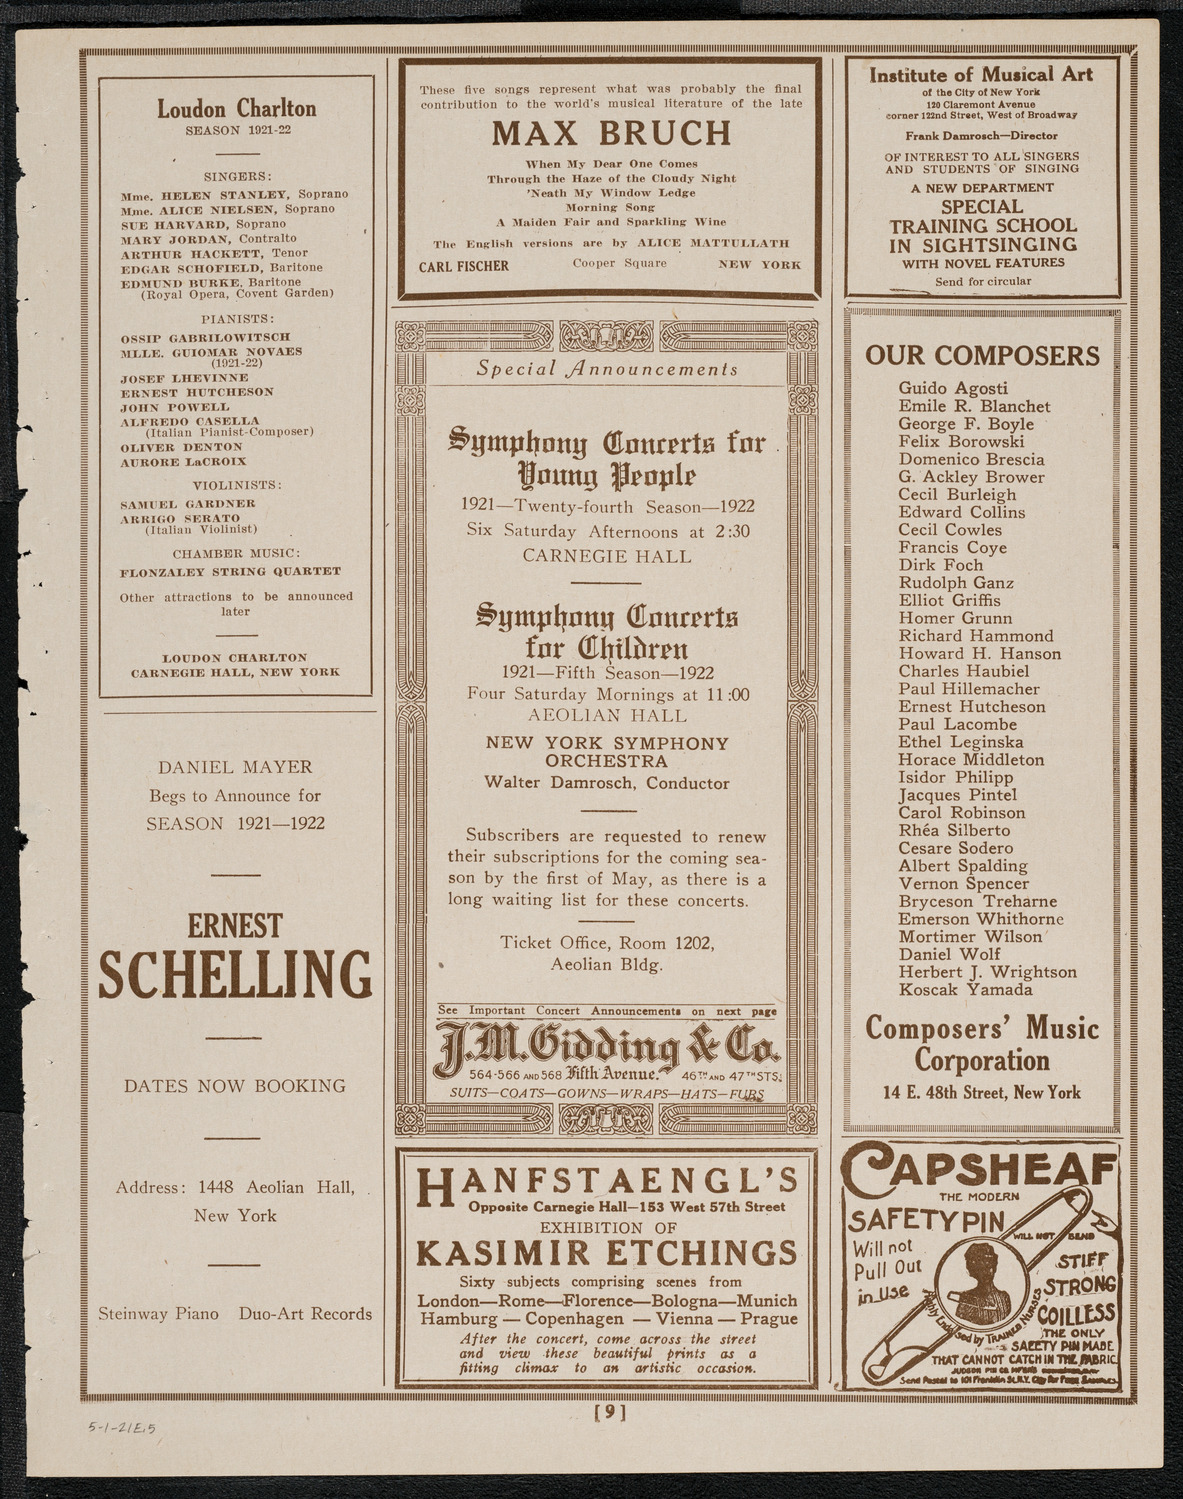 Loudon Charlton
SEASON 1921-22
SINGERS:
Mme. HELEN STANLEY, Soprano
Mme. ALICE NIELSEN, Soprano
SUE HARVARD, Soprano
MARY JORDAN, Contralto
ARTHUR HACKETT, Tenor
EDGAR SCHOFIELD, Baritone
EDMUND BURKE, Baritone
(Royal Opera, Covent Garden)
PIANISTS:
OSSIP GABRILOWITSCH
MLLE. GUIOMAR NOVAES
(1921-22)
JOSEF LHEVINNE
ERNEST HUTCHESON
JOHN POWELL
ALFREDO CASELLA
(Italian Pianist-Composer)
OLIVER DENTON
AURORE LaCROIX
VIOLINISTS:
SAMUEL GARDNER
ARRIGO SERATO
(Italian Violinist)
CHAMBER MUSIC:
FLONZALEY STRING QUARTET
Other attractions to be announced
later
LOUDON CHARLTON
CARNEGIE HALL, NEW YORK
DANIEL MAYER
Begs to Announce for
SEASON 1921—1922
ERNEST
SCHELLING
DATES NOW BOOKING
Address: 1448 Aeolian Hall,
New York
Steinway Piano Duo-Art Records
These five songs represent what was probably the final
contribution to the world's musical literature of the late
MAX BRUCH
When My Dear One Comes
Through the Haze of the Cloudy Night
'Neath My Window Ledge
Morning Song
A Maiden Fair and Sparkling Wine
The English versions are by ALICE MATTULLATH
CARL FISCHER Cooper Square NEW YORK
Special Announcements
Symphony Concerts for
Young People
1921—Twenty-fourth Season—1922
Six Saturday Afternoons at 2:30
CARNEGIE HALL
Symphony Concerts
for Children
1921—Fifth Season—1922
Four Saturday Mornings at 11:00
AEOLIAN HALL
NEW YORK SYMPHONY
ORCHESTRA
Walter Damrosch, Conductor
Subscribers are requested to renew
their subscriptions for the coming sea-
son by the first of May, as there is a
long waiting list for these concerts.
Ticket Office, Room 1202,
Aeolian Bldg.
See Important Concert Announcements on next page
J.M. Gidding & Co.
564-566 AND 568 Fifth Avenue. 46TH AND 47TH STS.
SUITS—COATS—GOWNS—WRAPS—HATS—FURS
HANFSTAENGL'S
Opposite Carnegie Hall—153 West 57th Street
EXHIBITION OF
KASIMIR ETCHINGS
Sixty subjects comprising scenes from
London—Rome—Florence—Bologna—Munich
Hamburg — Copenhagen — Vienna — Prague
After the concert, come across the street
and view these beautiful prints as a
fitting climax to an artistic occasion.
Institute of Musical Art
of the City of New York
120 Claremont Avenue
corner 122nd Street, West of Broadway
Frank Damrosch—Director
OF INTEREST TO ALL SINGERS
AND STUDENTS OF SINGING
A NEW DEPARTMENT
SPECIAL
TRAINING SCHOOL
IN SIGHTSINGING
WITH NOVEL FEATURES
Send for circular
OUR COMPOSERS
Guido Agosti
Emile R. Blanchet
George F. Boyle
Felix Borowski
Domenico Brescia
G. Ackley Brower
Cecil Burleigh
Edward Collins
Cecil Cowles
Francis Coye
Dirk Foch
Rudolph Ganz
Elliot Griffis
Homer Grunn
Richard Hammond
Howard H. Hanson
Charles Haubiel
Paul Hillemacher
Ernest Hutcheson
Paul Lacombe
Ethel Leginska
Horace Middleton
Isidor Philipp
Jacques Pintel
Carol Robinson
Rhéa Silberto
Cesare Sodero
Albert Spalding
Vernon Spencer
Bryceson Treharne
Emerson Whithorne
Mortimer Wilson
Daniel Wolf
Herbert J. Wrightson
Koscak Yamada
Composers' Music
Corporation
14 E. 48th Street, New York
CAPSHEAF
THE MODERN
SAFETY PIN
WILL NOT BEND
Will not
Pull Out
in Use
STIFF
STRONG
COILLESS
Highly Endorsed by TRAINED NURSES
THE ONLY
SAFETY PIN MADE
THAT CANNOT CATCH IN THE FABRIC.
JUDSON PIN CO. MF'RS
Send Postal to 101 Franklin St. N.Y. City for Free Samples.
[9]
5-1-21E;5